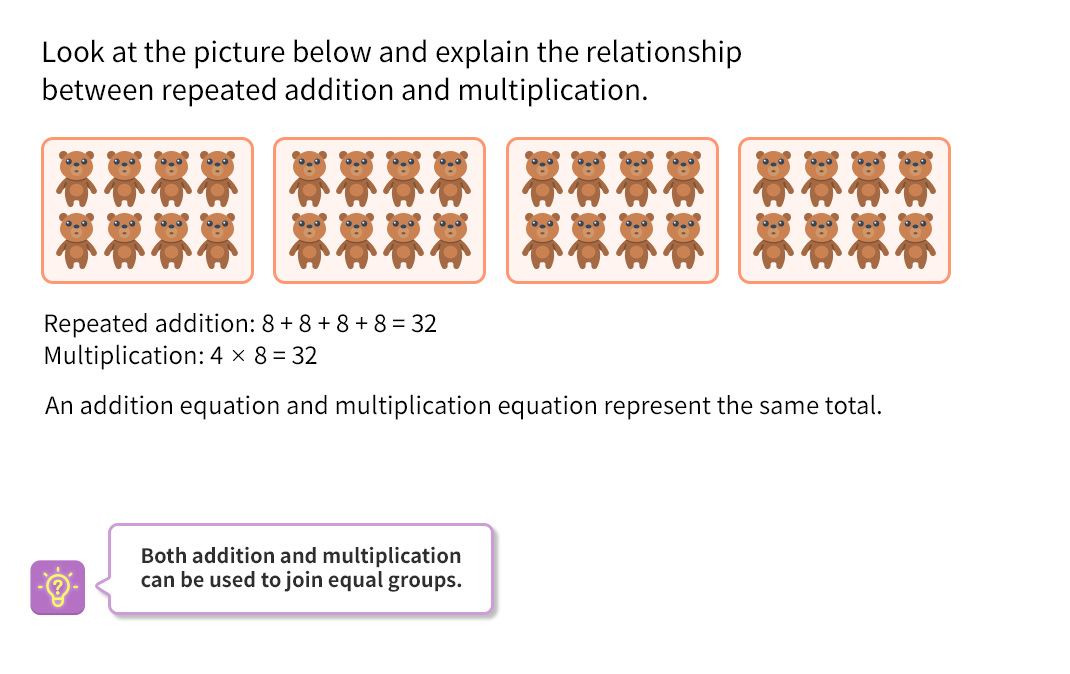 Look at the picture below and explain the relationship
between repeated addition and multiplication.
Repeated addition: 8 + 8 + 8 + 8 = 32
Multiplication: 4 × 8 = 32
An addition equation and multiplication equation represent the same total.
?
Both addition and multiplication
can be used to join equal groups.